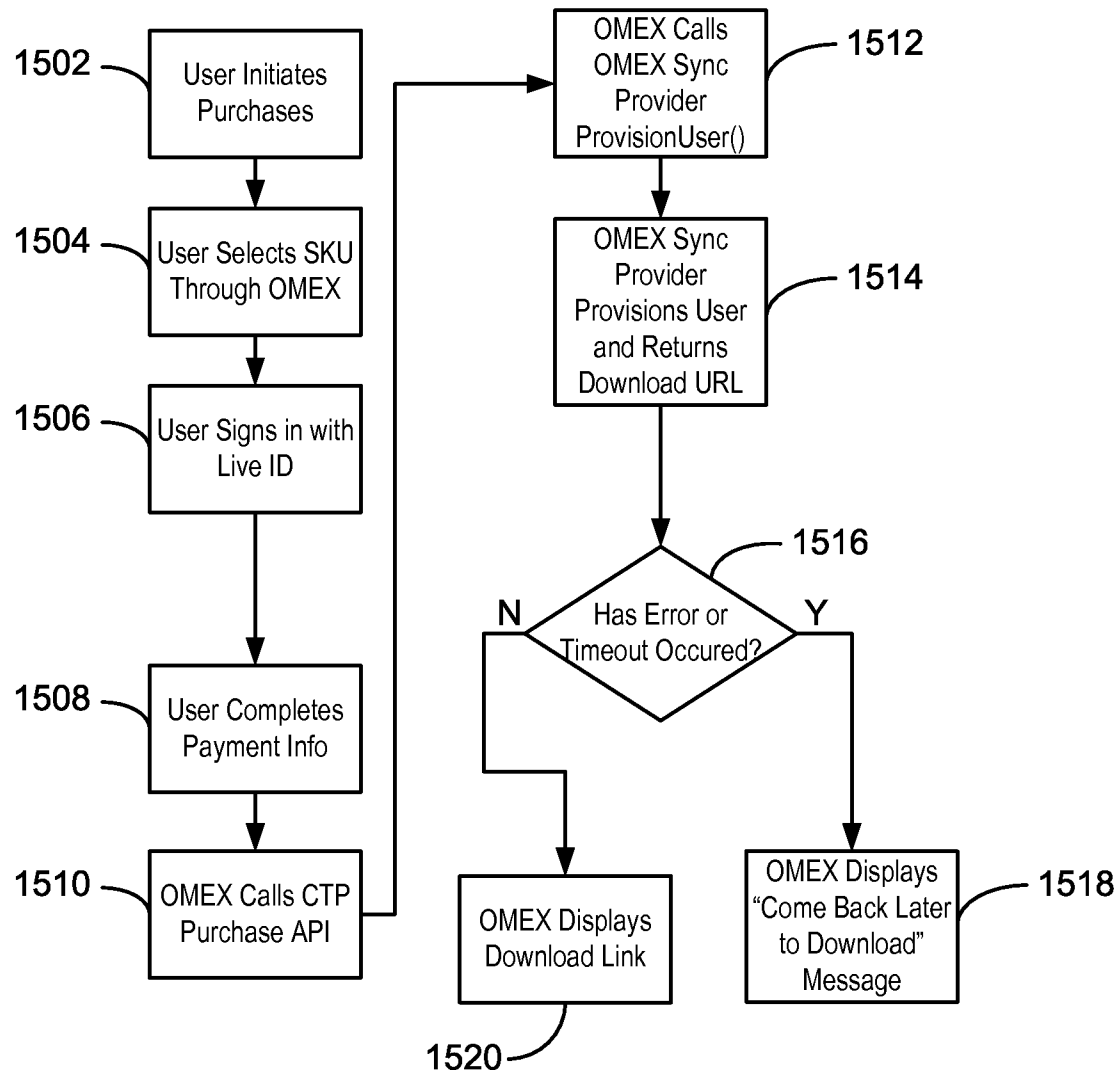 1502
User Initiates
Purchases
1504
User Selects SKU
Through OMEX
1506
User Signs in with
Live ID
1508
User Completes
Payment Info
1510
OMEX Calls CTP
Purchase API
OMEX Calls
OMEX Sync
Provider
ProvisionUser()
1512
OMEX Sync
Provider
Provisions User
and Returns
Download URL
1514
1516
Has Error or
Timeout Occured?
N
Y
OMEX Displays
Download Link
1520
OMEX Displays
“Come Back Later
to Download”
Message
1518